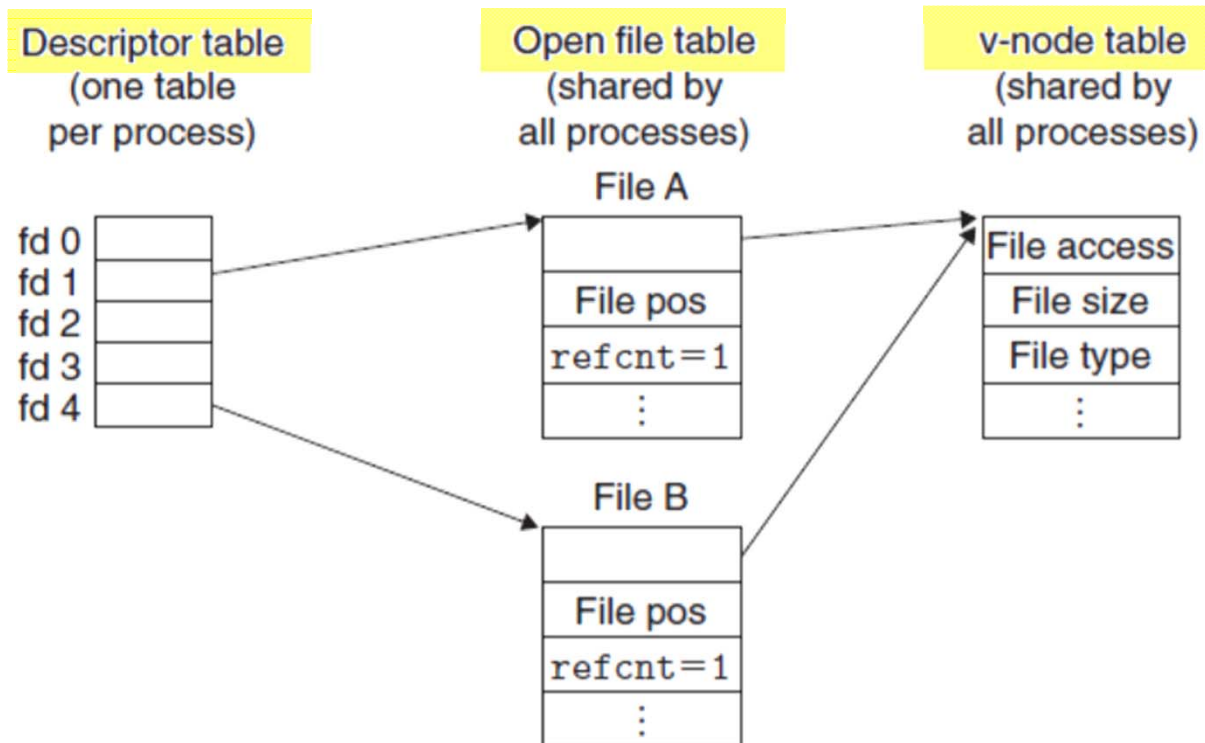 Descriptor table
(one table
per process)
Open file table
(shared by
all processes)
v-node table
(shared by
all processes)
fd 0
fd 1
fd 2
fd 3
fd 4
File A
File pos
refcnt=1
⋮
File B
File pos
refcnt=1
⋮
File access
File size
File type
⋮